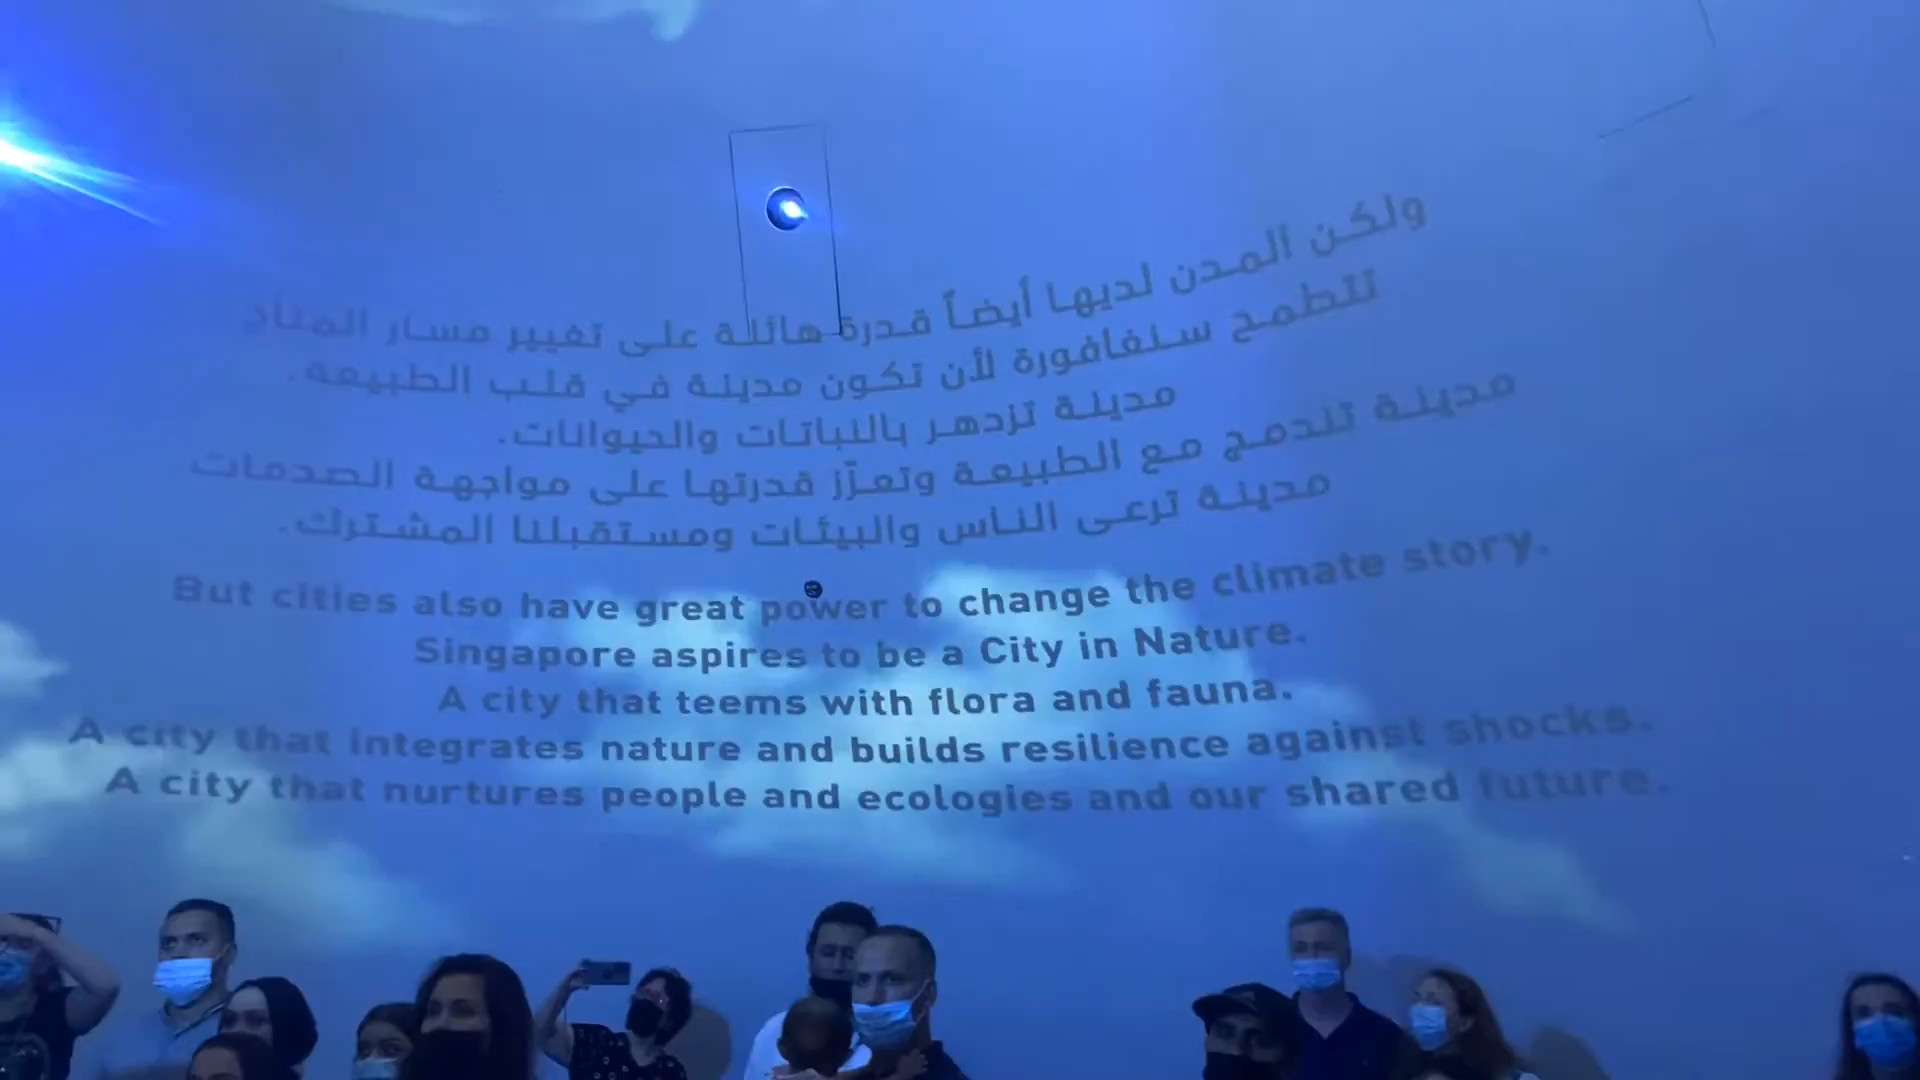 ولكن المدن لديها أيضاً قدرة هائلة على تغيير مسار المناخ
تتطمح سنغافورة لأن تكون مدينة في قلب الطبيعة.
مدينة تزدهر بالنباتات والحيوانات.
مدينة تندمج مع الطبيعة وتعزّز قدرتها على مواجهة الصدمات
مدينة ترعى الناس والبيئات ومستقبلنا المشترك.
But cities also have great power to change the climate story.
Singapore aspires to be a City in Nature.
A city that teems with flora and fauna.
A city that integrates nature and builds resilience against shocks.
A city that nurtures people and ecologies and our shared future.